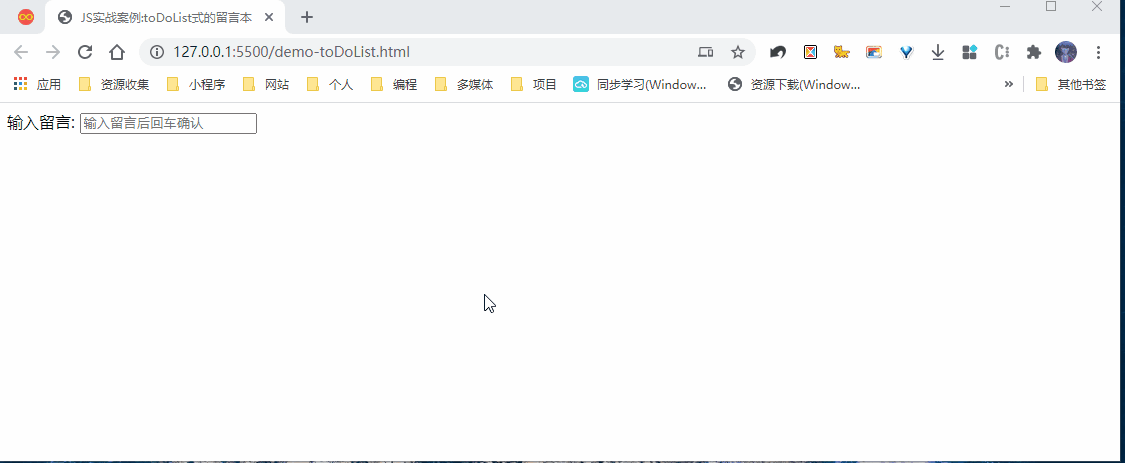 JS实战案例:toDoList式的留言本
127.0.0.1:5500/demo-toDoList.html
应用 资源收集 小程序 网站 个人 编程 多媒体 项目 同步学习(Window... 资源下载(Window... » 其他书签
输入留言: 输入留言后回车确认